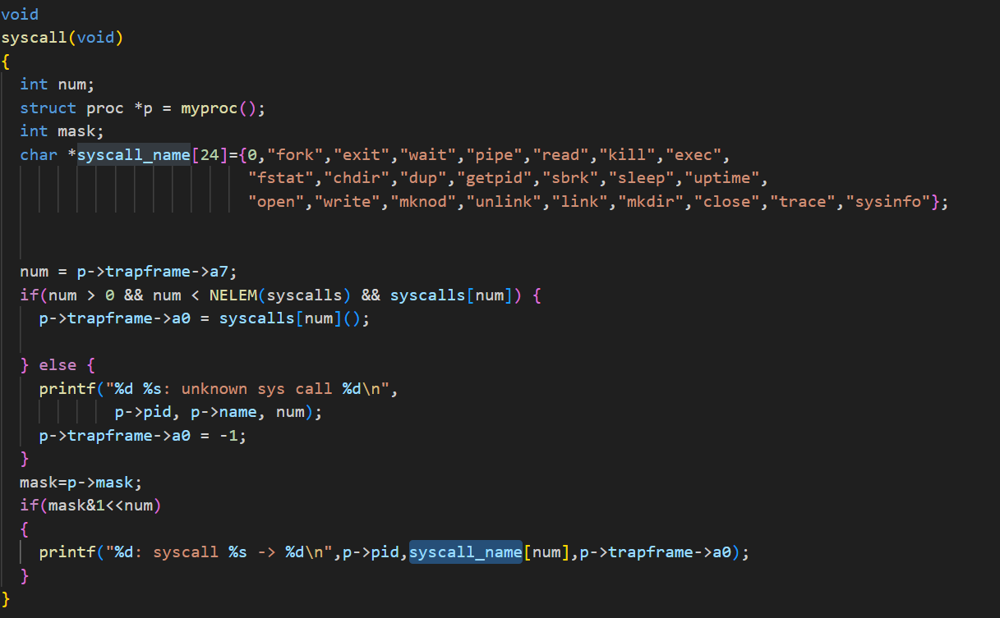 void
syscall(void)
{
  int num;
  struct proc *p = myproc();
  int mask;
  char *syscall_name[24]={0,"fork","exit","wait","pipe","read","kill","exec",
                          "fstat","chdir","dup","getpid","sbrk","sleep","uptime",
                          "open","write","mknod","unlink","link","mkdir","close","trace","sysinfo"};
  num = p->trapframe->a7;
  if(num > 0 && num < NELEM(syscalls) && syscalls[num]) {
    p->trapframe->a0 = syscalls[num]();
  } else {
    printf("%d %s: unknown sys call %d\n",
            p->pid, p->name, num);
    p->trapframe->a0 = -1;
  }
  mask=p->mask;
  if(mask&1<<num)
  {
    printf("%d: syscall %s -> %d\n",p->pid,syscall_name[num],p->trapframe->a0);
  }
}